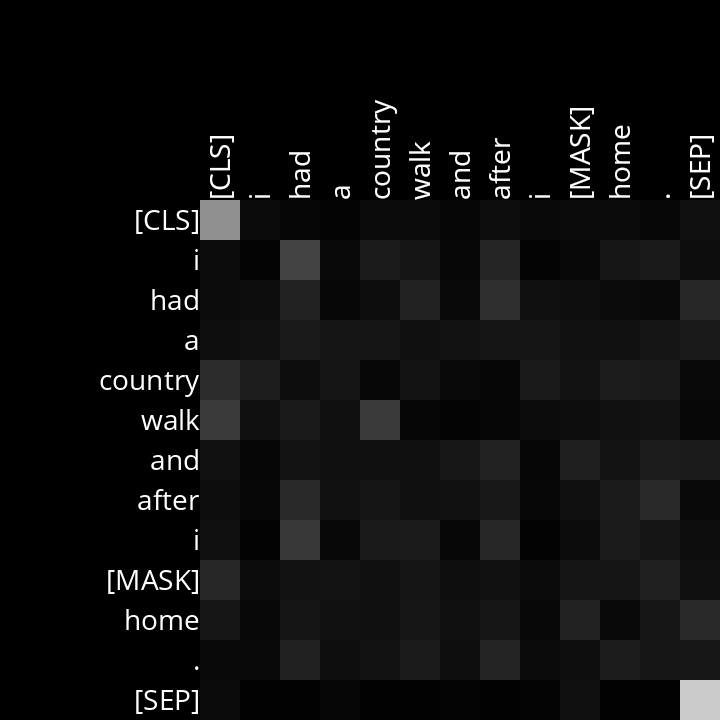 [CLS] i had a country walk and after i [MASK] home . [SEP]
[CLS]
i
had
a
country
walk
and
after
i
[MASK]
home
.
[SEP]